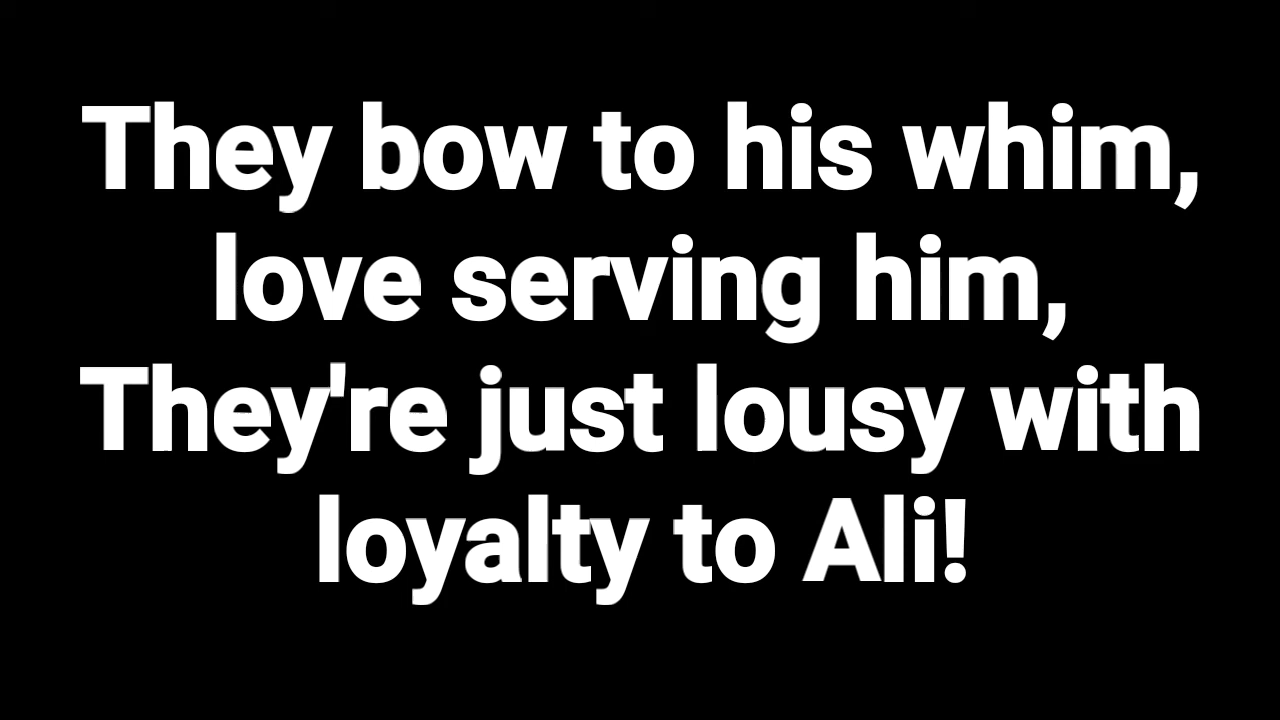 They bow to his whim,
love serving him,
They're just lousy with
loyalty to Ali!